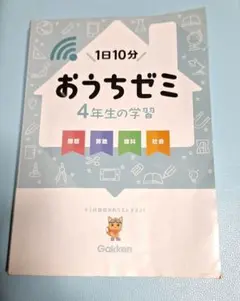 1日10分
おうちゼミ
4年生の学習
国語 算数 理科 社会
Gakken